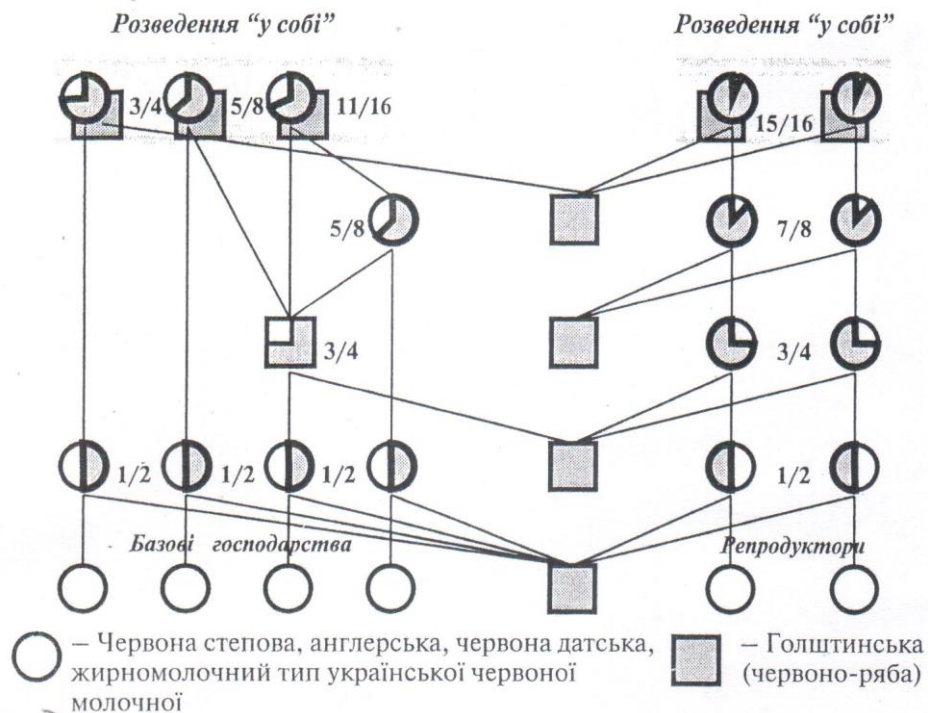 Розведення “у собі”
Розведення “у собі”
3/4
5/8
11/16
15/16
5/8
7/8
3/4
3/4
1/2
1/2
1/2
1/2
Базові господарства
Репродуктори
– Червона степова, англерська, червона датська,
жирномолочний тип української червоної
молочної
– Голштинська
(червоно-ряба)